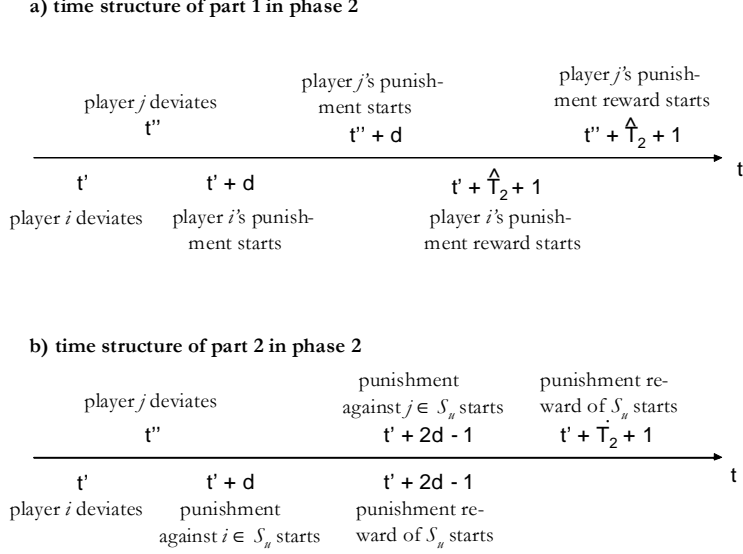 a) time structure of part 1 in phase 2
player j deviates
t''
player j's punish-
ment starts
t'' + d
player j's punish-
ment reward starts
t'' + T̂₂ + 1
t
t'
player i deviates
t' + d
player i's punish-
ment starts
t' + T̂₂ + 1
player i's punish-
ment reward starts
b) time structure of part 2 in phase 2
player j deviates
t''
punishment
against j ∈ Sᵤ starts
t' + 2d - 1
punishment re-
ward of Sᵤ starts
t' + Ṫ₂ + 1
t
t'
player i deviates
t' + d
punishment
against i ∈ Sᵤ starts
t' + 2d - 1
punishment re-
ward of Sᵤ starts